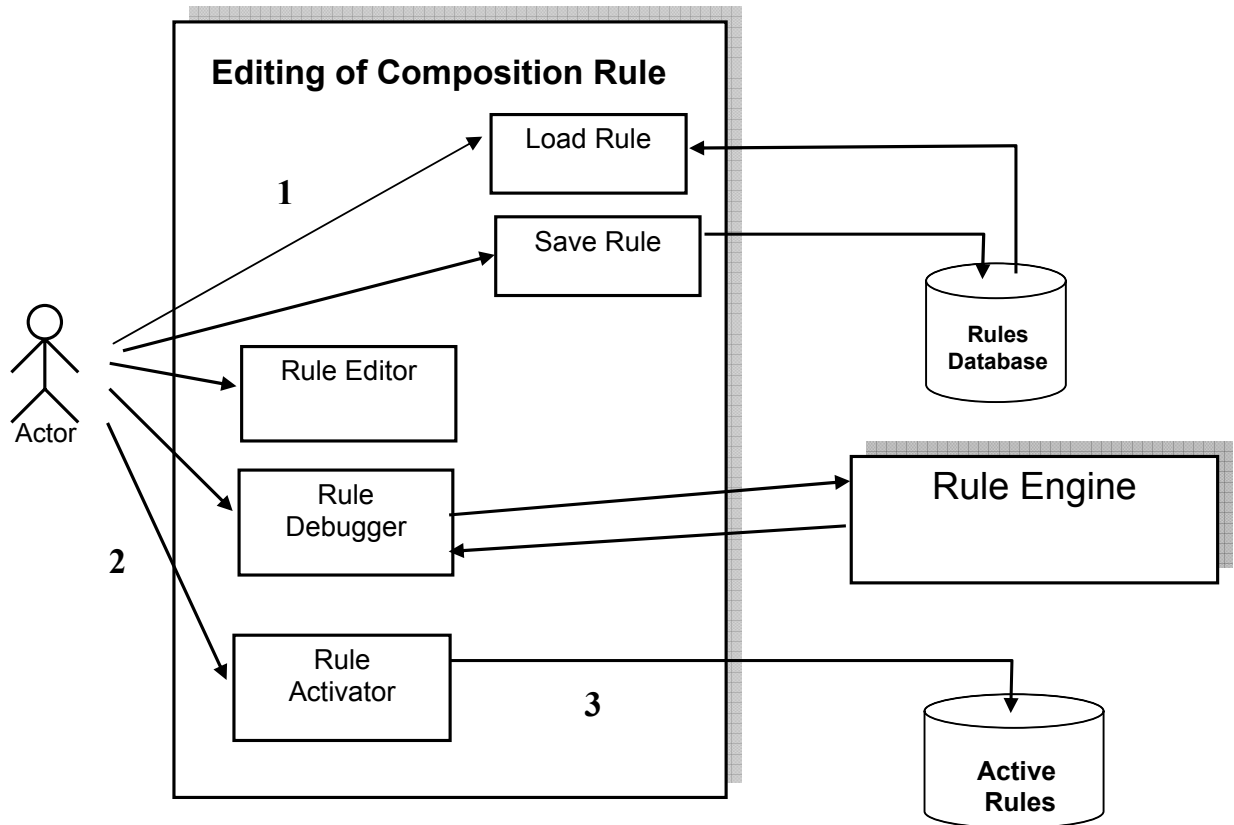 Editing of Composition Rule
Load Rule
1
Save Rule
Rules
Database
Rule Editor
Actor
Rule Engine
Rule
Debugger
2
Rule
Activator
3
Active
Rules